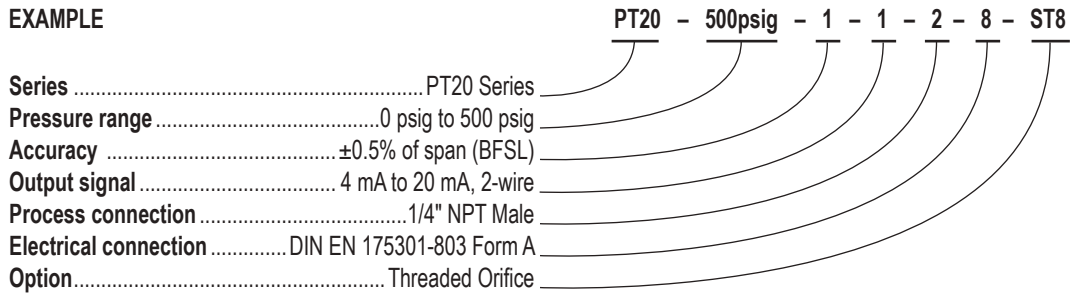 EXAMPLE PT20 – 500psig – 1 – 1 – 2 – 8 – ST8
Series ............................................................ PT20 Series
Pressure range .......................................... 0 psig to 500 psig
Accuracy ........................................... ±0.5% of span (BFSL)
Output signal ..................................... 4 mA to 20 mA, 2-wire
Process connection ....................................... 1/4" NPT Male
Electrical connection .............. DIN EN 175301-803 Form A
Option .......................................................... Threaded Orifice